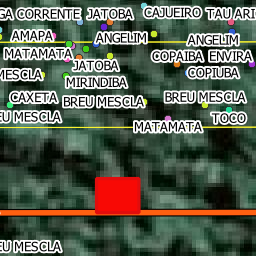 GA CORRENTE JATOBA CAJUEIRO TAU ARI
AMAPA ANGELIM ANGELIM
MATAMATA COPAIBA ENVIRA
MESCLA JATOBA COPIUBA
MIRINDIBA
CAXETA BREU MESCLA BREU MESCLA
EU MESCLA MATAMATA TOCO
EU MESCLA